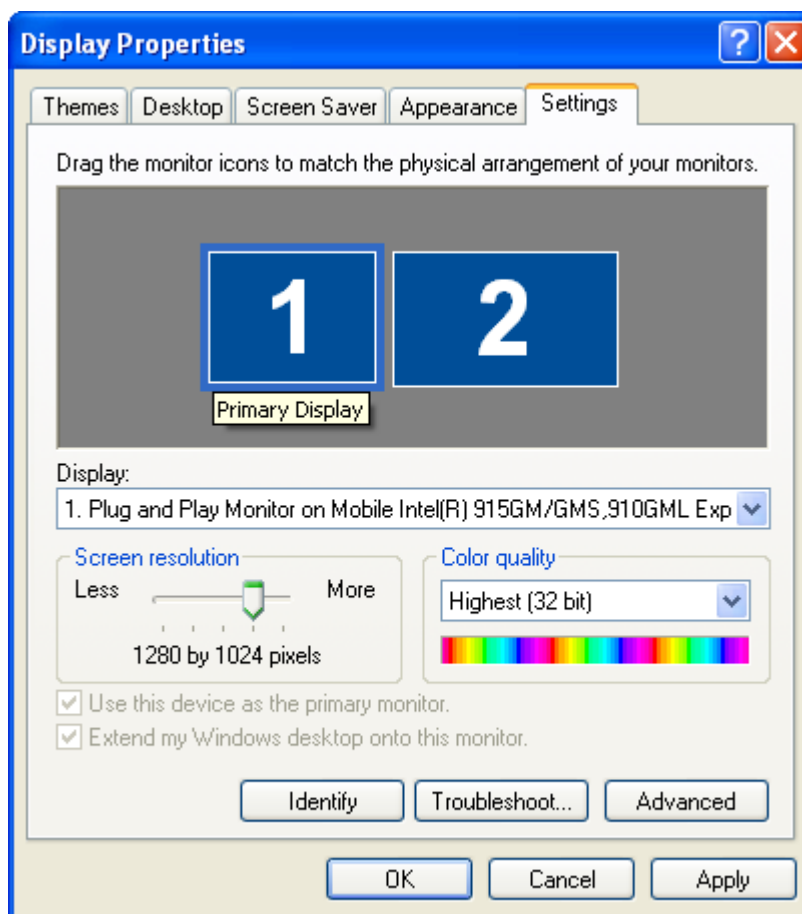 Display Properties
Themes Desktop Screen Saver Appearance Settings
Drag the monitor icons to match the physical arrangement of your monitors.
1 2
Primary Display
Display:
1. Plug and Play Monitor on Mobile Intel(R) 915GM/GMS,910GML Exp
Screen resolution
Less More
1280 by 1024 pixels
Color quality
Highest (32 bit)
Use this device as the primary monitor.
Extend my Windows desktop onto this monitor.
Identify Troubleshoot... Advanced
OK Cancel Apply